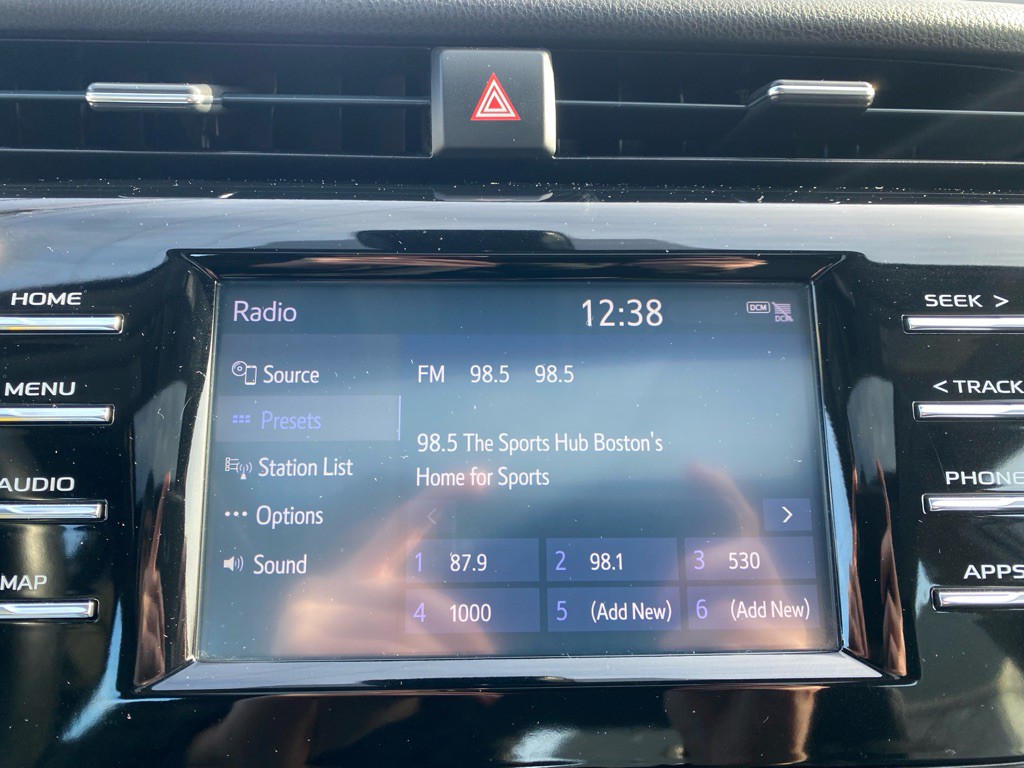 HOME
MENU
AUDIO
MAP
Radio
12:38
DCM
Source
Presets
Station List
Options
Sound
FM 98.5 98.5
98.5 The Sports Hub Boston's
Home for Sports
<
>
1 87.9
2 98.1
3 530
4 1000
5 (Add New)
6 (Add New)
SEEK >
< TRACK
PHONE
APPS